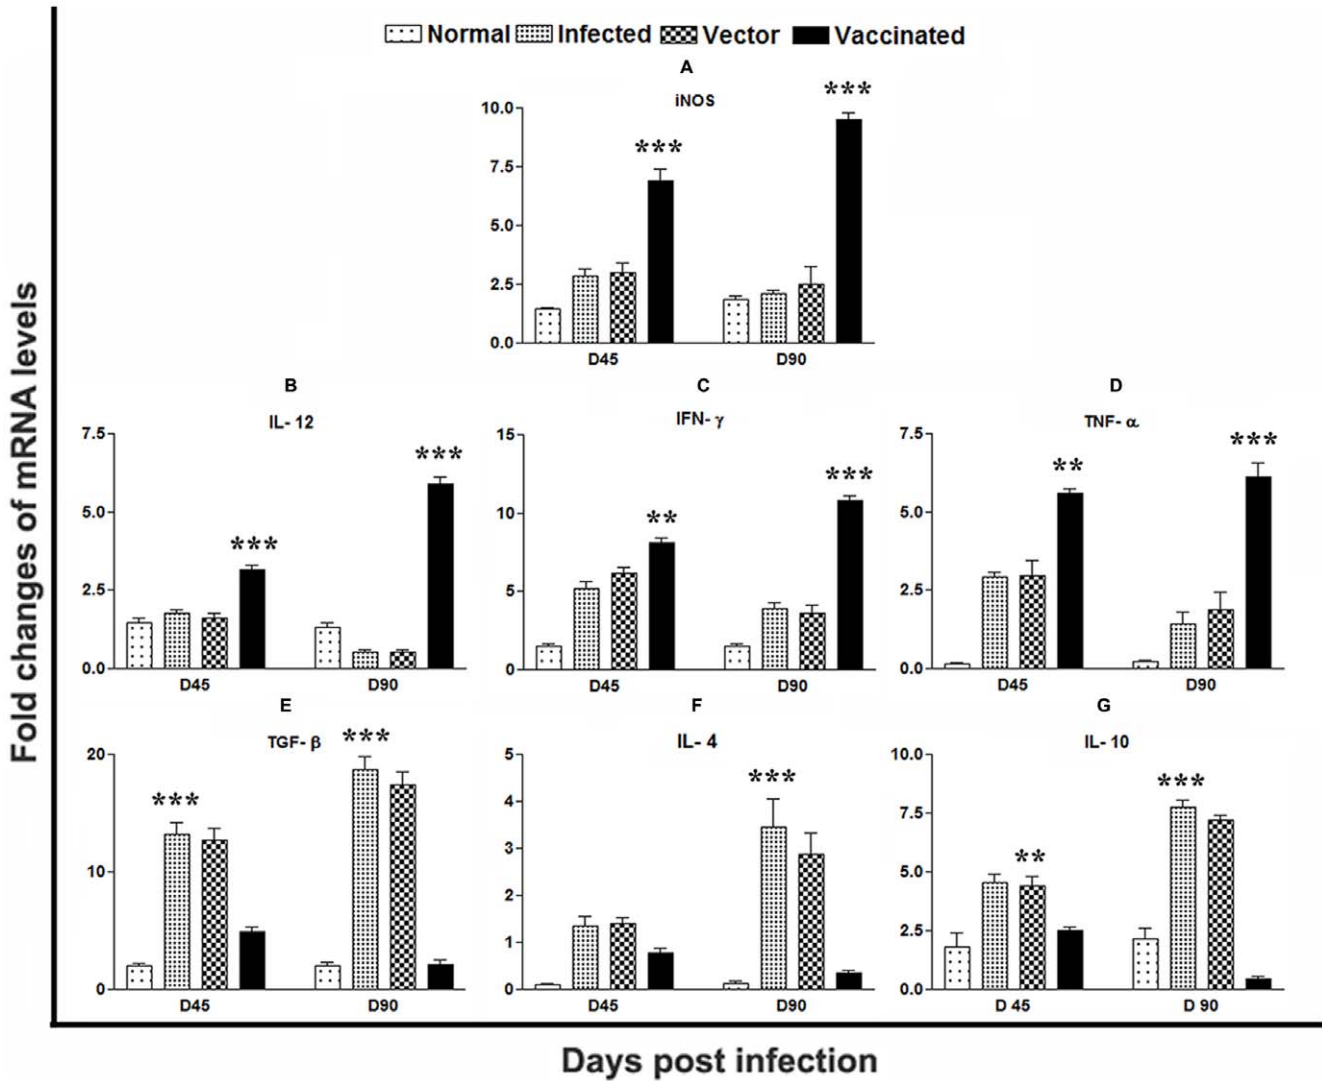 Normal Infected Vector Vaccinated
A
iNOS
***
***
10.0
7.5
5.0
2.5
0.0
D45 D90
B
IL- 12
***
***
7.5
5.0
2.5
0.0
D45 D90
C
IFN- γ
**
***
15
10
5
0
D45 D90
D
TNF- α
**
***
7.5
5.0
2.5
0.0
D45 D90
E
TGF- β
***
***
20
10
0
D45 D90
F
IL- 4
***
5
4
3
2
1
0
D45 D90
G
IL- 10
**
***
10.0
7.5
5.0
2.5
0.0
D 45 D 90
Fold changes of mRNA levels
Days post infection